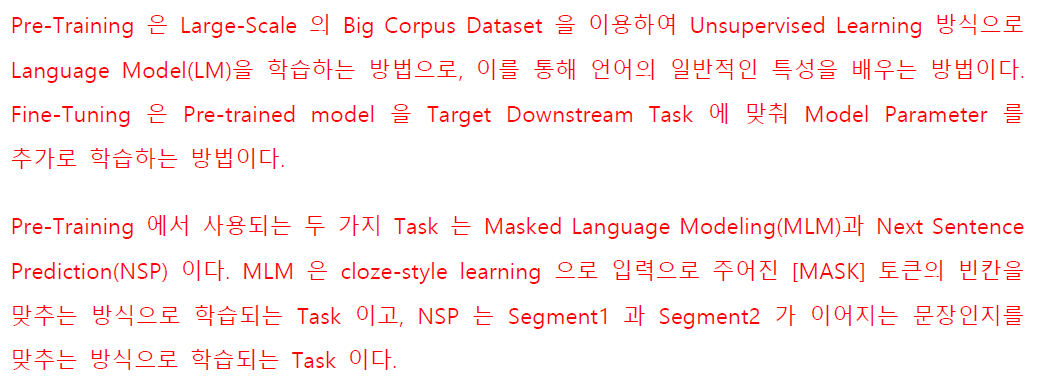 Pre-Training 은 Large-Scale 의 Big Corpus Dataset 을 이용하여 Unsupervised Learning 방식으로
Language Model(LM)을 학습하는 방법으로, 이를 통해 언어의 일반적인 특성을 배우는 방법이다.
Fine-Tuning 은 Pre-trained model 을 Target Downstream Task 에 맞춰 Model Parameter 를
추가로 학습하는 방법이다.
Pre-Training 에서 사용되는 두 가지 Task 는 Masked Language Modeling(MLM)과 Next Sentence
Prediction(NSP) 이다. MLM 은 cloze-style learning 으로 입력으로 주어진 [MASK] 토큰의 빈칸을
맞추는 방식으로 학습되는 Task 이고, NSP 는 Segment1 과 Segment2 가 이어지는 문장인지를
맞추는 방식으로 학습되는 Task 이다.